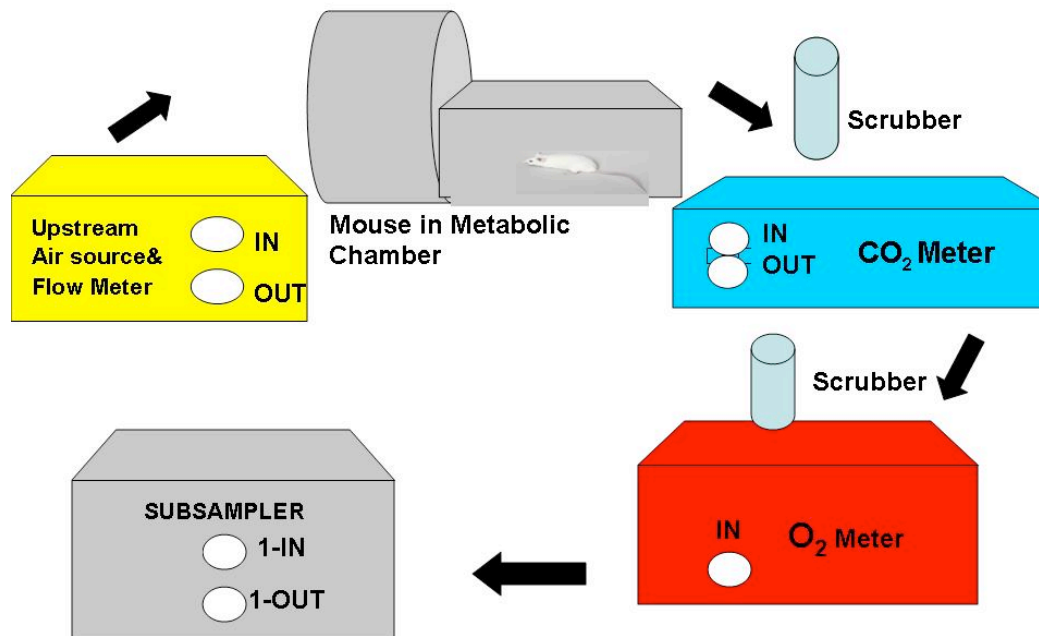 Upstream
Air source&
Flow Meter
IN
OUT
Mouse in Metabolic
Chamber
Scrubber
IN
OUT
CO₂ Meter
Scrubber
IN
O₂ Meter
SUBSAMPLER
1-IN
1-OUT